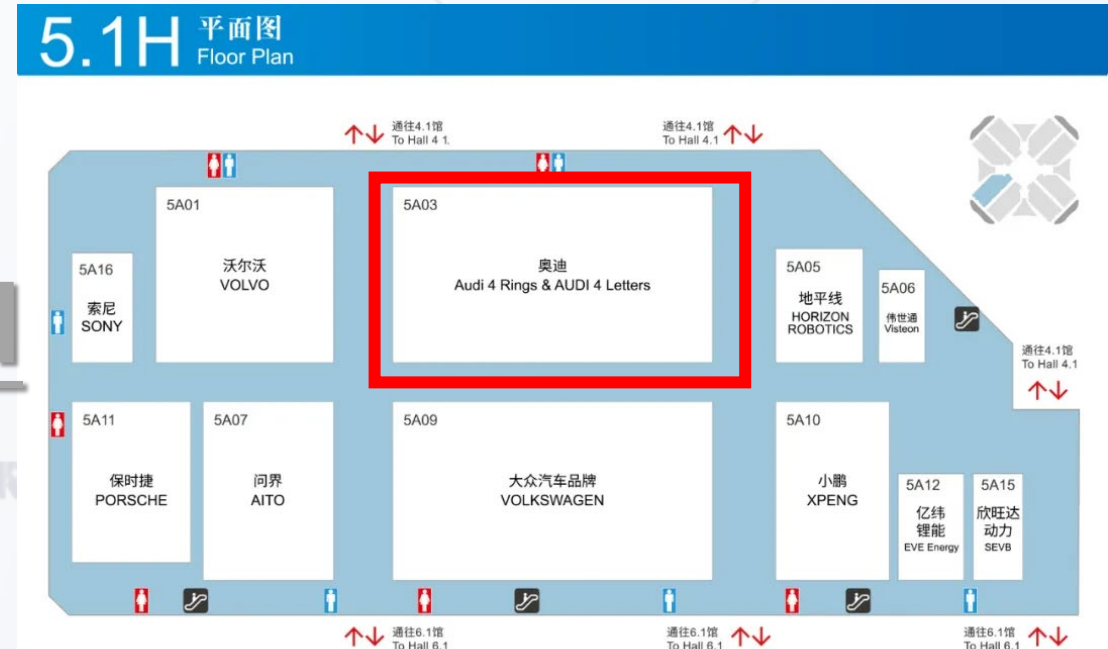 5.1H
平面图
Floor Plan
通往4.1馆
To Hall 4 1.
通往4.1馆
To Hall 4.1
5A01
沃尔沃
VOLVO
5A03
奥迪
Audi 4 Rings & AUDI 4 Letters
5A16
索尼
SONY
5A05
地平线
HORIZON
ROBOTICS
5A06
伟世通
Visteon
通往4.1馆
To Hall 4.1
5A11
保时捷
PORSCHE
5A07
问界
AITO
5A09
大众汽车品牌
VOLKSWAGEN
5A10
小鹏
XPENG
5A12
亿纬
锂能
EVE Energy
5A15
欣旺达
动力
SEVB
通往6.1馆
To Hall 6.1
通往6.1馆
To Hall 6.1
通往6.1馆
To Hall 6.1